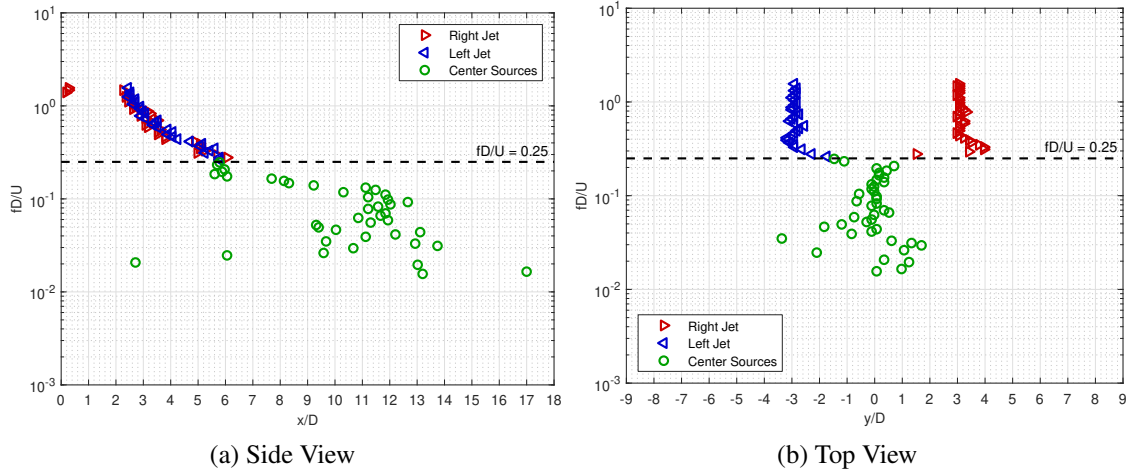 Right Jet
Left Jet
Center Sources
fD/U = 0.25
10^1
10^0
10^-1
10^-2
10^-3
fD/U
0 1 2 3 4 5 6 7 8 9 10 11 12 13 14 15 16 17 18
x/D
(a) Side View
fD/U = 0.25
Right Jet
Left Jet
Center Sources
10^1
10^0
10^-1
10^-2
10^-3
fD/U
-9 -8 -7 -6 -5 -4 -3 -2 -1 0 1 2 3 4 5 6 7 8 9
y/D
(b) Top View